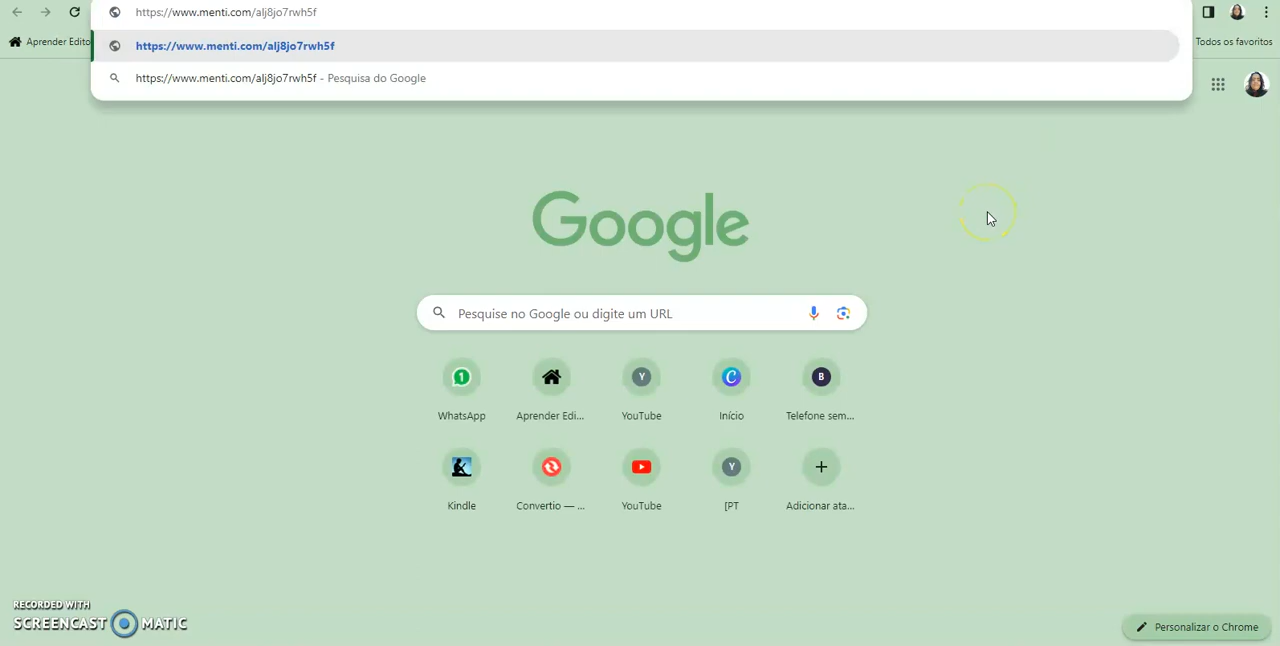 https://www.menti.com/alj8jo7rwh5f
Aprender Edito
https://www.menti.com/alj8jo7rwh5f
Todos os favoritos
https://www.menti.com/alj8jo7rwh5f - Pesquisa do Google
Google
Pesquise no Google ou digite um URL
1
Y
B
WhatsApp
Aprender Edi...
YouTube
Início
Telefone sem...
Y
Kindle
Convertio — ...
YouTube
[PT
Adicionar ata...
RECORDED WITH
SCREENCAST MATIC
Personalizar o Chrome